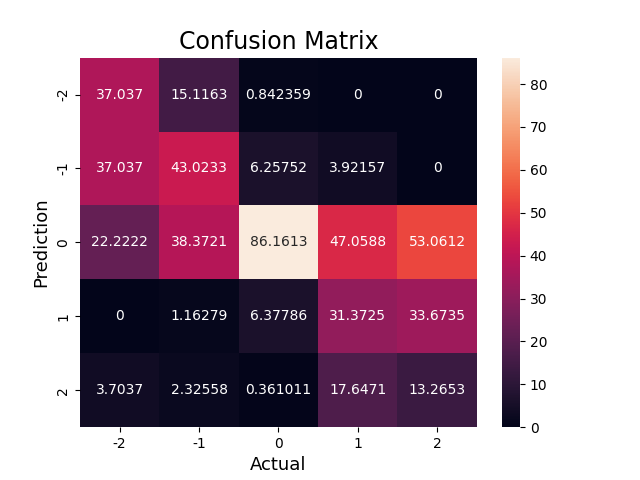 Confusion Matrix
-2 37.037 15.1163 0.842359 0 0
-1 37.037 43.0233 6.25752 3.92157 0
0 22.2222 38.3721 86.1613 47.0588 53.0612
1 0 1.16279 6.37786 31.3725 33.6735
2 3.7037 2.32558 0.361011 17.6471 13.2653
-2 -1 0 1 2
Prediction
Actual
80
70
60
50
40
30
20
10
0